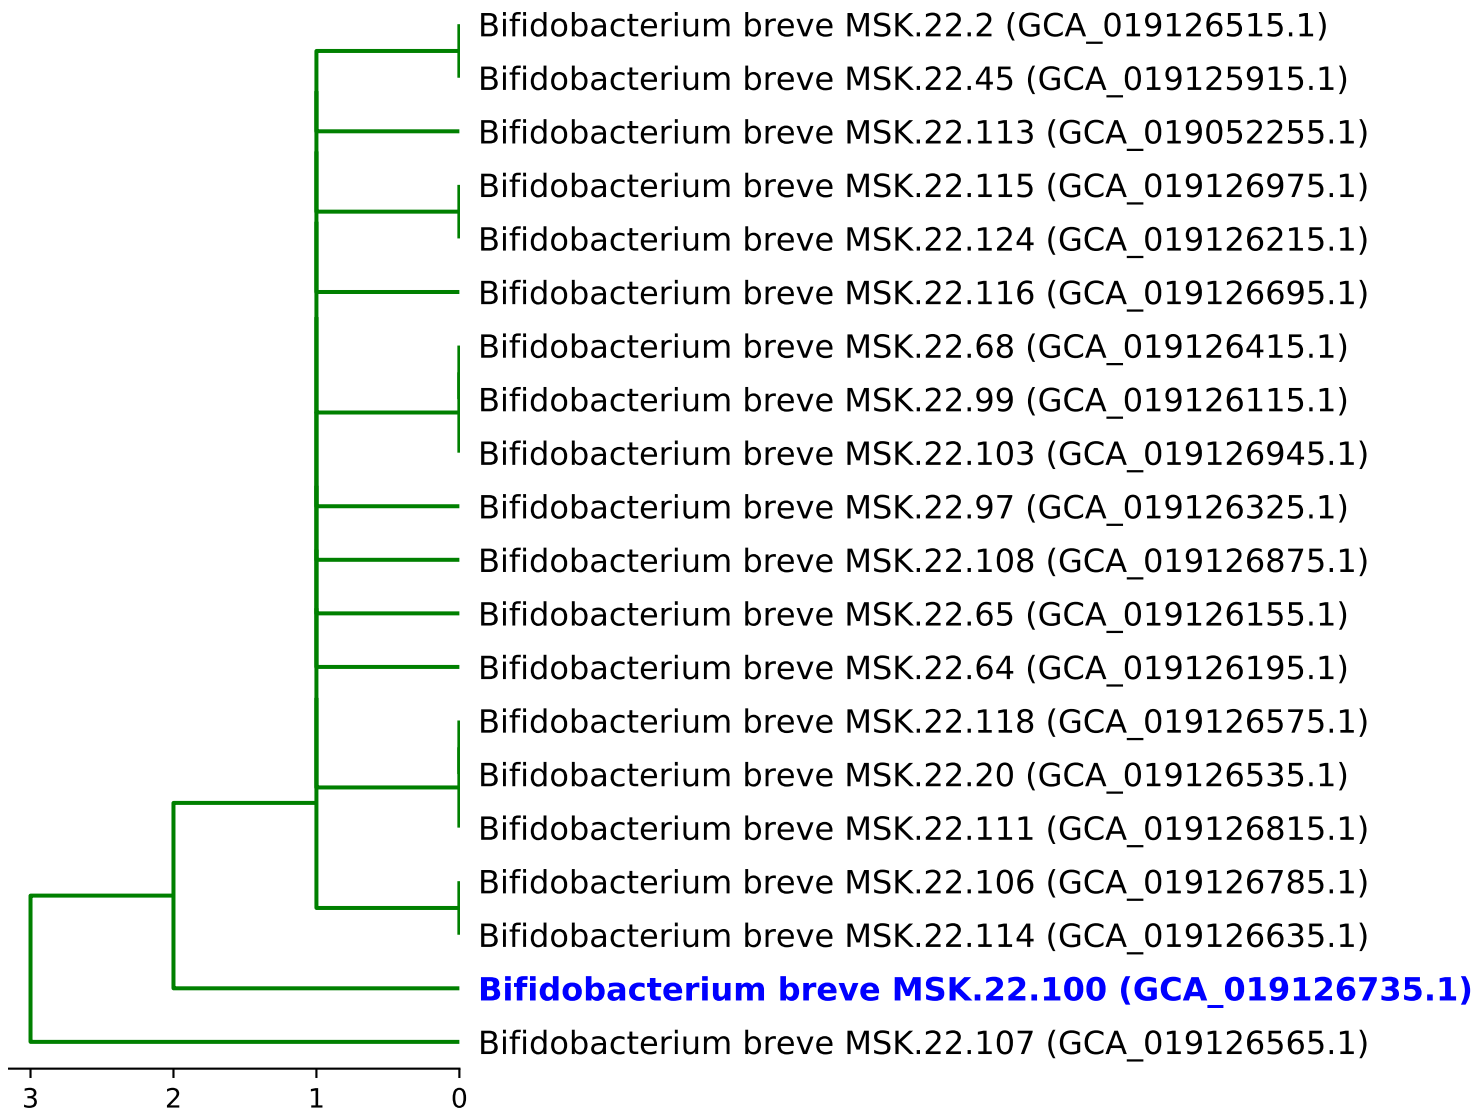 Bifidobacterium breve MSK.22.2 (GCA_019126515.1)
Bifidobacterium breve MSK.22.45 (GCA_019125915.1)
Bifidobacterium breve MSK.22.113 (GCA_019052255.1)
Bifidobacterium breve MSK.22.115 (GCA_019126975.1)
Bifidobacterium breve MSK.22.124 (GCA_019126215.1)
Bifidobacterium breve MSK.22.116 (GCA_019126695.1)
Bifidobacterium breve MSK.22.68 (GCA_019126415.1)
Bifidobacterium breve MSK.22.99 (GCA_019126115.1)
Bifidobacterium breve MSK.22.103 (GCA_019126945.1)
Bifidobacterium breve MSK.22.97 (GCA_019126325.1)
Bifidobacterium breve MSK.22.108 (GCA_019126875.1)
Bifidobacterium breve MSK.22.65 (GCA_019126155.1)
Bifidobacterium breve MSK.22.64 (GCA_019126195.1)
Bifidobacterium breve MSK.22.118 (GCA_019126575.1)
Bifidobacterium breve MSK.22.20 (GCA_019126535.1)
Bifidobacterium breve MSK.22.111 (GCA_019126815.1)
Bifidobacterium breve MSK.22.106 (GCA_019126785.1)
Bifidobacterium breve MSK.22.114 (GCA_019126635.1)
Bifidobacterium breve MSK.22.100 (GCA_019126735.1)
Bifidobacterium breve MSK.22.107 (GCA_019126565.1)
3 2 1 0